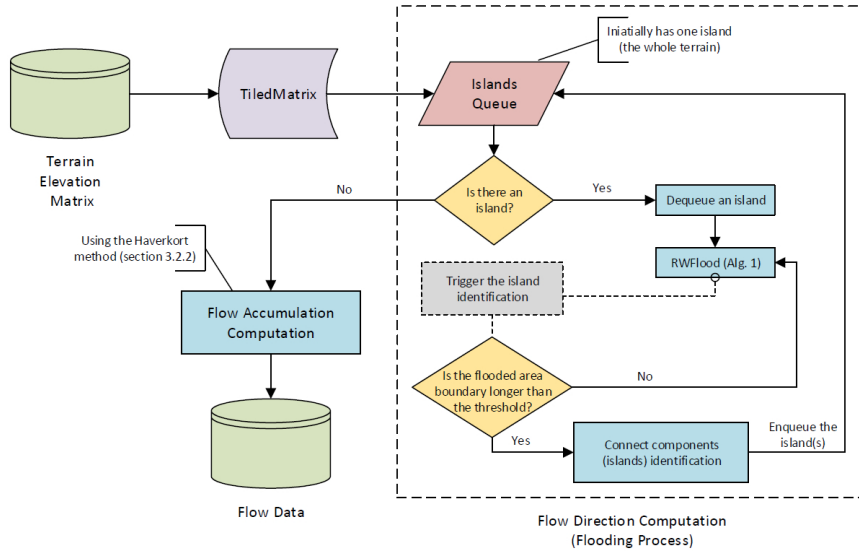 Iniatially has one island
(the whole terrain)
TiledMatrix
Islands
Queue
Terrain
Elevation
Matrix
No
Is there an
island?
Yes
Dequeue an island
Using the Haverkort
method (section 3.2.2)
RWFlood (Alg. 1)
Trigger the island
identification
Flow Accumulation
Computation
Is the flooded area
boundary longer than
the threshold?
No
Yes
Connect components
(islands) identification
Enqueue the
island(s)
Flow Data
Flow Direction Computation
(Flooding Process)